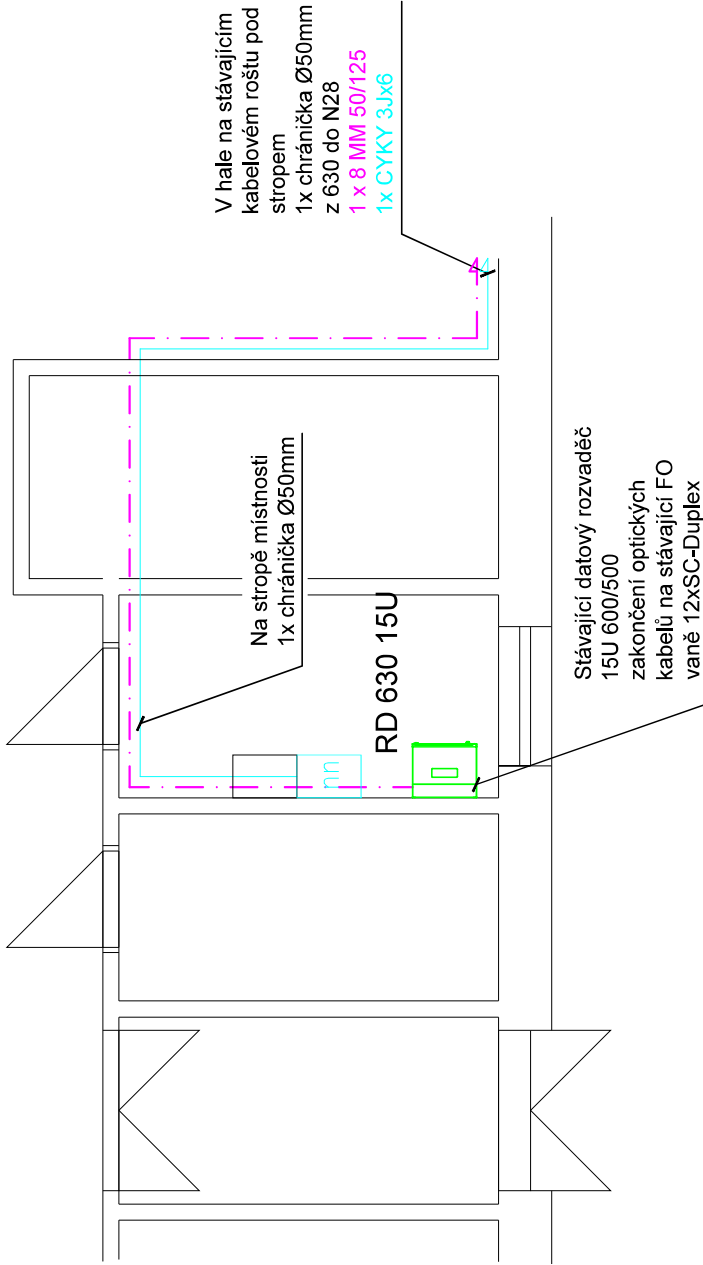 V hale na stávajícím
kabelovém roštu pod
stropem
1x chránička Ø50mm
z 630 do N28
1 x 8 MM 50/125
1x CYKY 3Jx6
Na stropě místnosti
1x chránička Ø50mm
RD 630 15U
nn
Stávající datový rozvaděč
15U 600/500
zakončení optických
kabelů na stávající FO
vaně 12xSC-Duplex